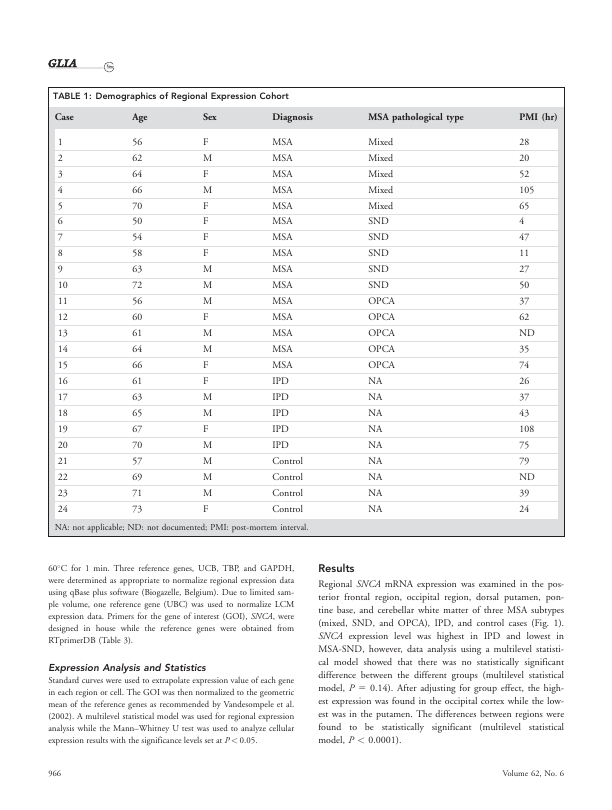 GLIA
TABLE 1: Demographics of Regional Expression Cohort
Case Age Sex Diagnosis MSA pathological type PMI (hr)
1 56 F MSA Mixed 28
2 62 M MSA Mixed 20
3 64 F MSA Mixed 52
4 66 M MSA Mixed 105
5 70 F MSA Mixed 65
6 50 F MSA SND 4
7 54 F MSA SND 47
8 58 F MSA SND 11
9 63 M MSA SND 27
10 72 M MSA SND 50
11 56 M MSA OPCA 37
12 60 F MSA OPCA 62
13 61 M MSA OPCA ND
14 64 M MSA OPCA 35
15 66 F MSA OPCA 74
16 61 F IPD NA 26
17 63 M IPD NA 37
18 65 M IPD NA 43
19 67 F IPD NA 108
20 70 M IPD NA 75
21 57 M Control NA 79
22 69 M Control NA ND
23 71 M Control NA 39
24 73 F Control NA 24
NA: not applicable; ND: not documented; PMI: post-mortem interval.
60°C for 1 min. Three reference genes, UCB, TBP, and GAPDH,
were determined as appropriate to normalize regional expression data
using qBase plus software (Biogazelle, Belgium). Due to limited sam-
ple volume, one reference gene (UBC) was used to normalize LCM
expression data. Primers for the gene of interest (GOI), SNCA, were
designed in house while the reference genes were obtained from
RTprimerDB (Table 3).
Expression Analysis and Statistics
Standard curves were used to extrapolate expression value of each gene
in each region or cell. The GOI was then normalized to the geometric
mean of the reference genes as recommended by Vandesompele et al.
(2002). A multilevel statistical model was used for regional expression
analysis while the Mann–Whitney U test was used to analyze cellular
expression results with the significance levels set at P < 0.05.
Results
Regional SNCA mRNA expression was examined in the pos-
terior frontal region, occipital region, dorsal putamen, pon-
tine base, and cerebellar white matter of three MSA subtypes
(mixed, SND, and OPCA), IPD, and control cases (Fig. 1).
SNCA expression level was highest in IPD and lowest in
MSA-SND, however, data analysis using a multilevel statisti-
cal model showed that there was no statistically significant
difference between the different groups (multilevel statistical
model, P = 0.14). After adjusting for group effect, the high-
est expression was found in the occipital cortex while the low-
est was in the putamen. The differences between regions were
found to be statistically significant (multilevel statistical
model, P < 0.0001).
966 Volume 62, No. 6